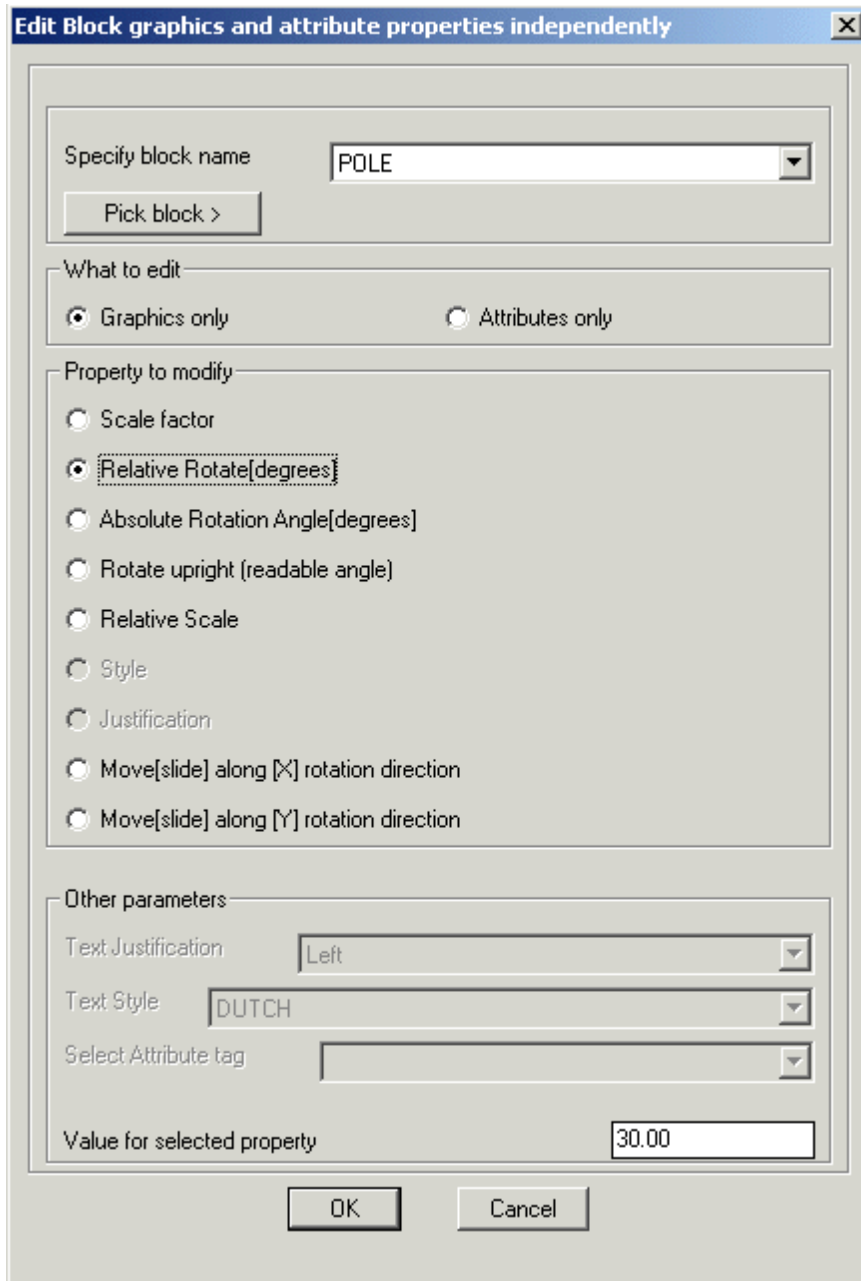 Edit Block graphics and attribute properties independently
Specify block name
POLE
Pick block >
What to edit
Graphics only
Attributes only
Property to modify
Scale factor
Relative Rotate[degrees]
Absolute Rotation Angle[degrees]
Rotate upright (readable angle)
Relative Scale
Style
Justification
Move[slide] along [X] rotation direction
Move[slide] along [Y] rotation direction
Other parameters
Text Justification
Left
Text Style
DUTCH
Select Attribute tag
Value for selected property
30.00
OK
Cancel